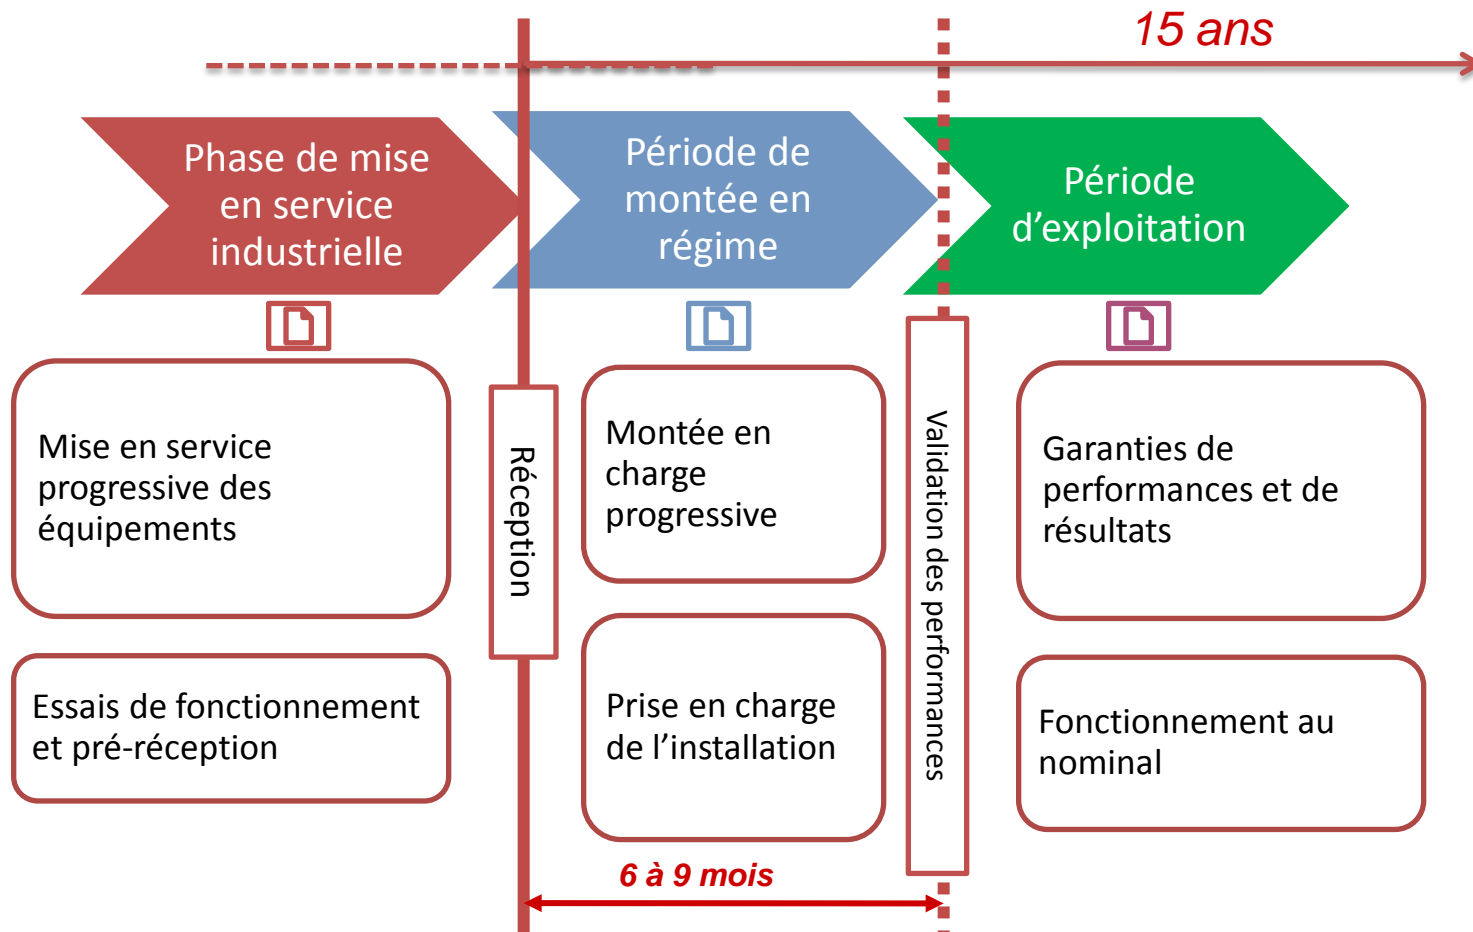 15 ans
Phase de mise
en service
industrielle
Période de
montée en
régime
Période
d’exploitation
Mise en service
progressive des
équipements
Essais de fonctionnement
et pré-réception
Réception
Montée en
charge
progressive
Prise en charge
de l’installation
Validation des performances
Garanties de
performances et de
résultats
Fonctionnement au
nominal
6 à 9 mois